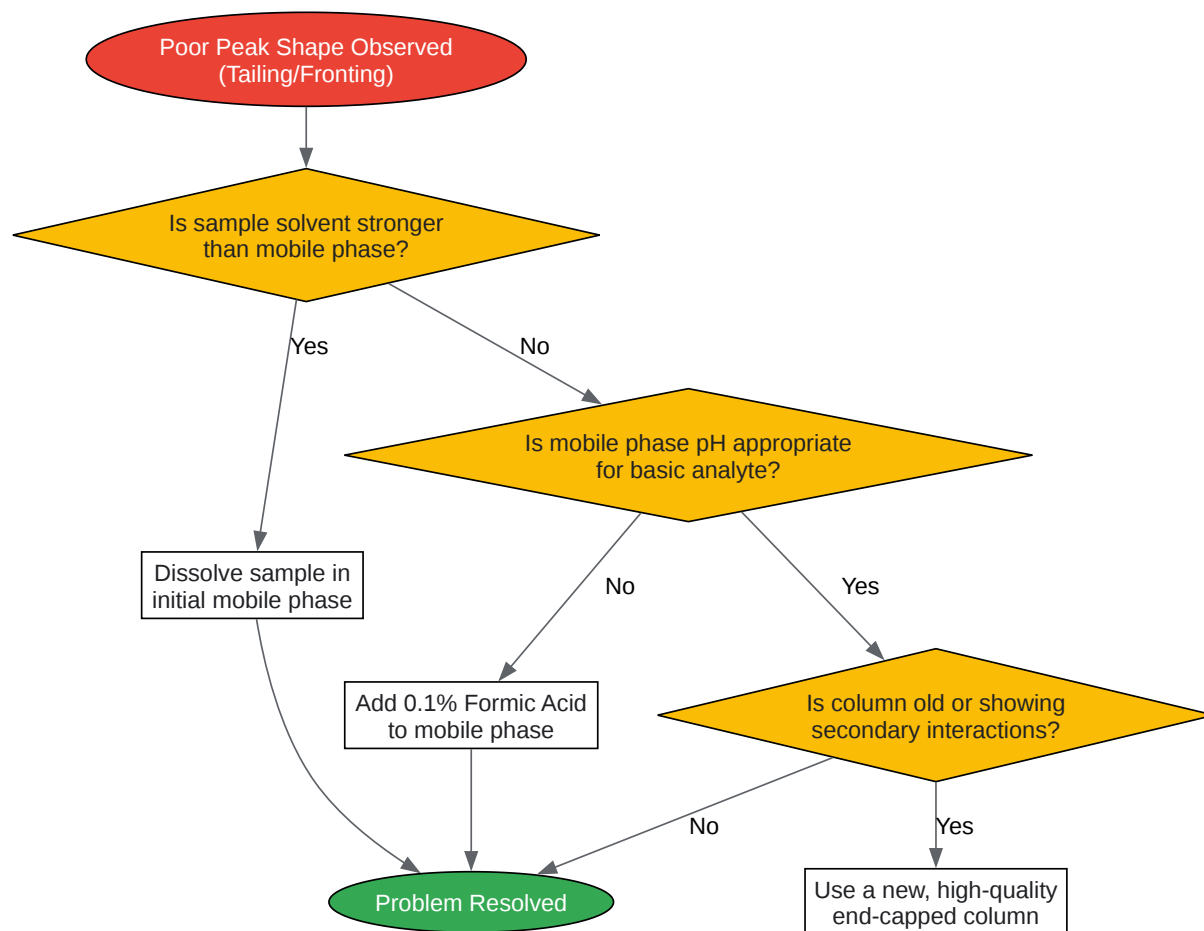 Poor Peak Shape Observed
(Tailing/Fronting)
Is sample solvent stronger
than mobile phase?
Yes
No
Is mobile phase pH appropriate
for basic analyte?
Dissolve sample in
initial mobile phase
No
Yes
Add 0.1% Formic Acid
to mobile phase
Is column old or showing
secondary interactions?
No
Yes
Problem Resolved
Use a new, high-quality
end-capped column